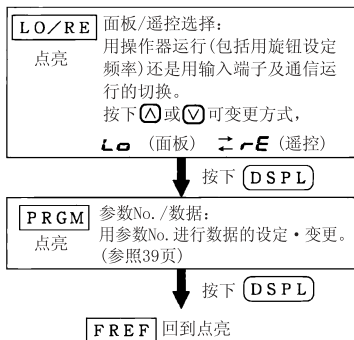 LO/RE 面板/遥控选择:
点亮 用操作器运行(包括用旋钮设定
频率)还是用输入端子及通信运
行的切换。
按下∧或∨可变更方式,
Lo (面板) ⇄ rE (遥控)
按下 DSPL
PRGM 参数No./数据:
点亮 用参数No.进行数据的设定・变更。
(参照39页)
按下 DSPL
FREF 回到点亮